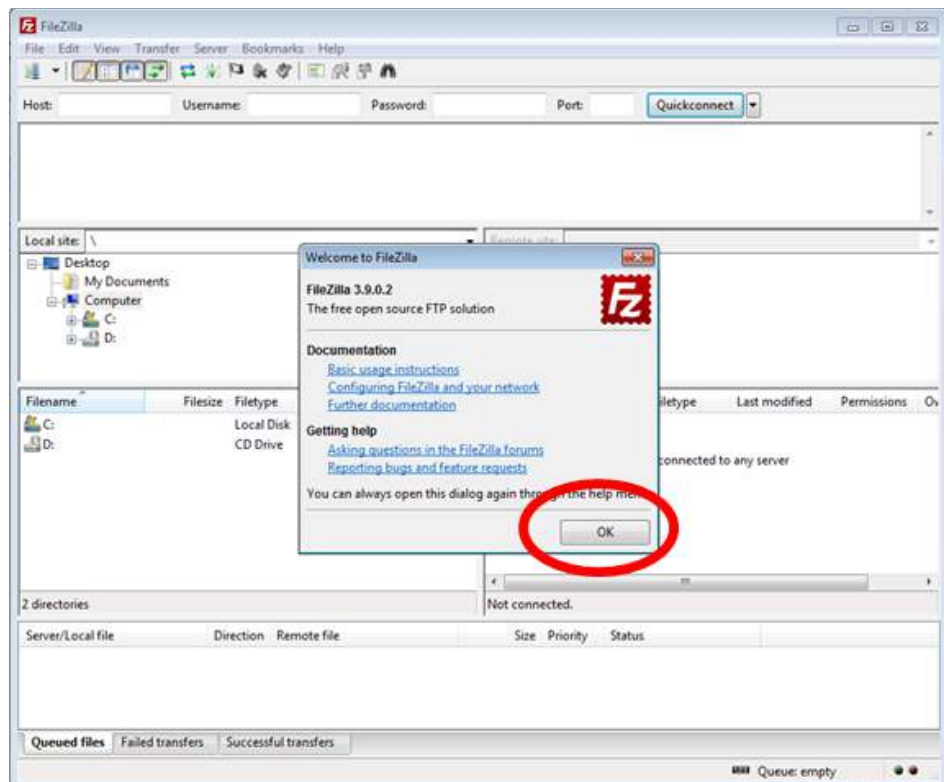 FileZilla
File Edit View Transfer Server Bookmarks Help
Host: Username: Password: Port: Quickconnect
Local site: \
Remote site:
Desktop
My Documents
Computer
C:
D:
Welcome to FileZilla
FileZilla 3.9.0.2
The free open source FTP solution
Fz
Documentation
Basic usage instructions
Configuring FileZilla and your network
Further documentation
Getting help
Asking questions in the FileZilla forums
Reporting bugs and feature requests
You can always open this dialog again through the help
OK
Filename Filesize Filetype
C: Local Disk
D: CD Drive
iletype Last modified Permissions Ow
connected to any server
2 directories
Not connected.
Server/Local file Direction Remote file Size Priority Status
Queued files Failed transfers Successful transfers
Queue: empty